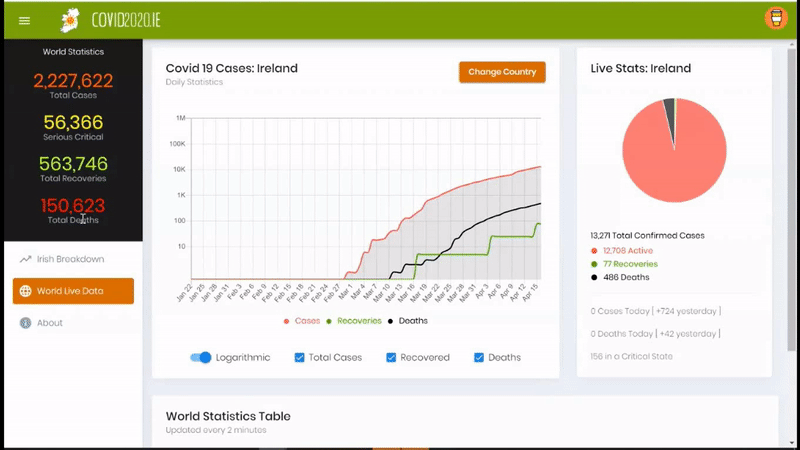 COVID2020.IE
World Statistics
2,227,622
Total Cases
56,366
Serious Critical
563,746
Total Recoveries
150,623
Total Deaths
Irish Breakdown
World Live Data
About
Covid 19 Cases: Ireland
Daily Statistics
Change Country
1M
100K
10K
1K
100
10
Jan 22
Jan 25
Jan 28
Jan 31
Feb 3
Feb 6
Feb 9
Feb 12
Feb 15
Feb 18
Feb 21
Feb 24
Feb 27
Mar 1
Mar 4
Mar 7
Mar 10
Mar 13
Mar 16
Mar 19
Mar 22
Mar 25
Mar 28
Mar 31
Apr 3
Apr 6
Apr 9
Apr 12
Apr 15
Cases
Recoveries
Deaths
Logarithmic
Total Cases
Recovered
Deaths
Live Stats: Ireland
13,271 Total Confirmed Cases
12,708 Active
77 Recoveries
486 Deaths
0 Cases Today | +724 yesterday |
0 Deaths Today | +42 yesterday |
156 in a Critical State
World Statistics Table
Updated every 2 minutes